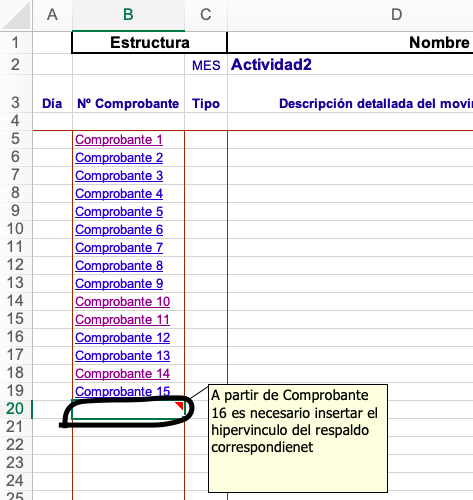 A B C D
1 Estructura Nombre
2 MES Actividad2
3 Día Nº Comprobante Tipo Descripción detallada del movi
4
5 Comprobante 1
6 Comprobante 2
7 Comprobante 3
8 Comprobante 4
9 Comprobante 5
10 Comprobante 6
11 Comprobante 7
12 Comprobante 8
13 Comprobante 9
14 Comprobante 10
15 Comprobante 11
16 Comprobante 12
17 Comprobante 13
18 Comprobante 14
19 Comprobante 15
20
21
22
23
24
25
A partir de Comprobante
16 es necesario insertar el
hipervinculo del respaldo
correspondienet